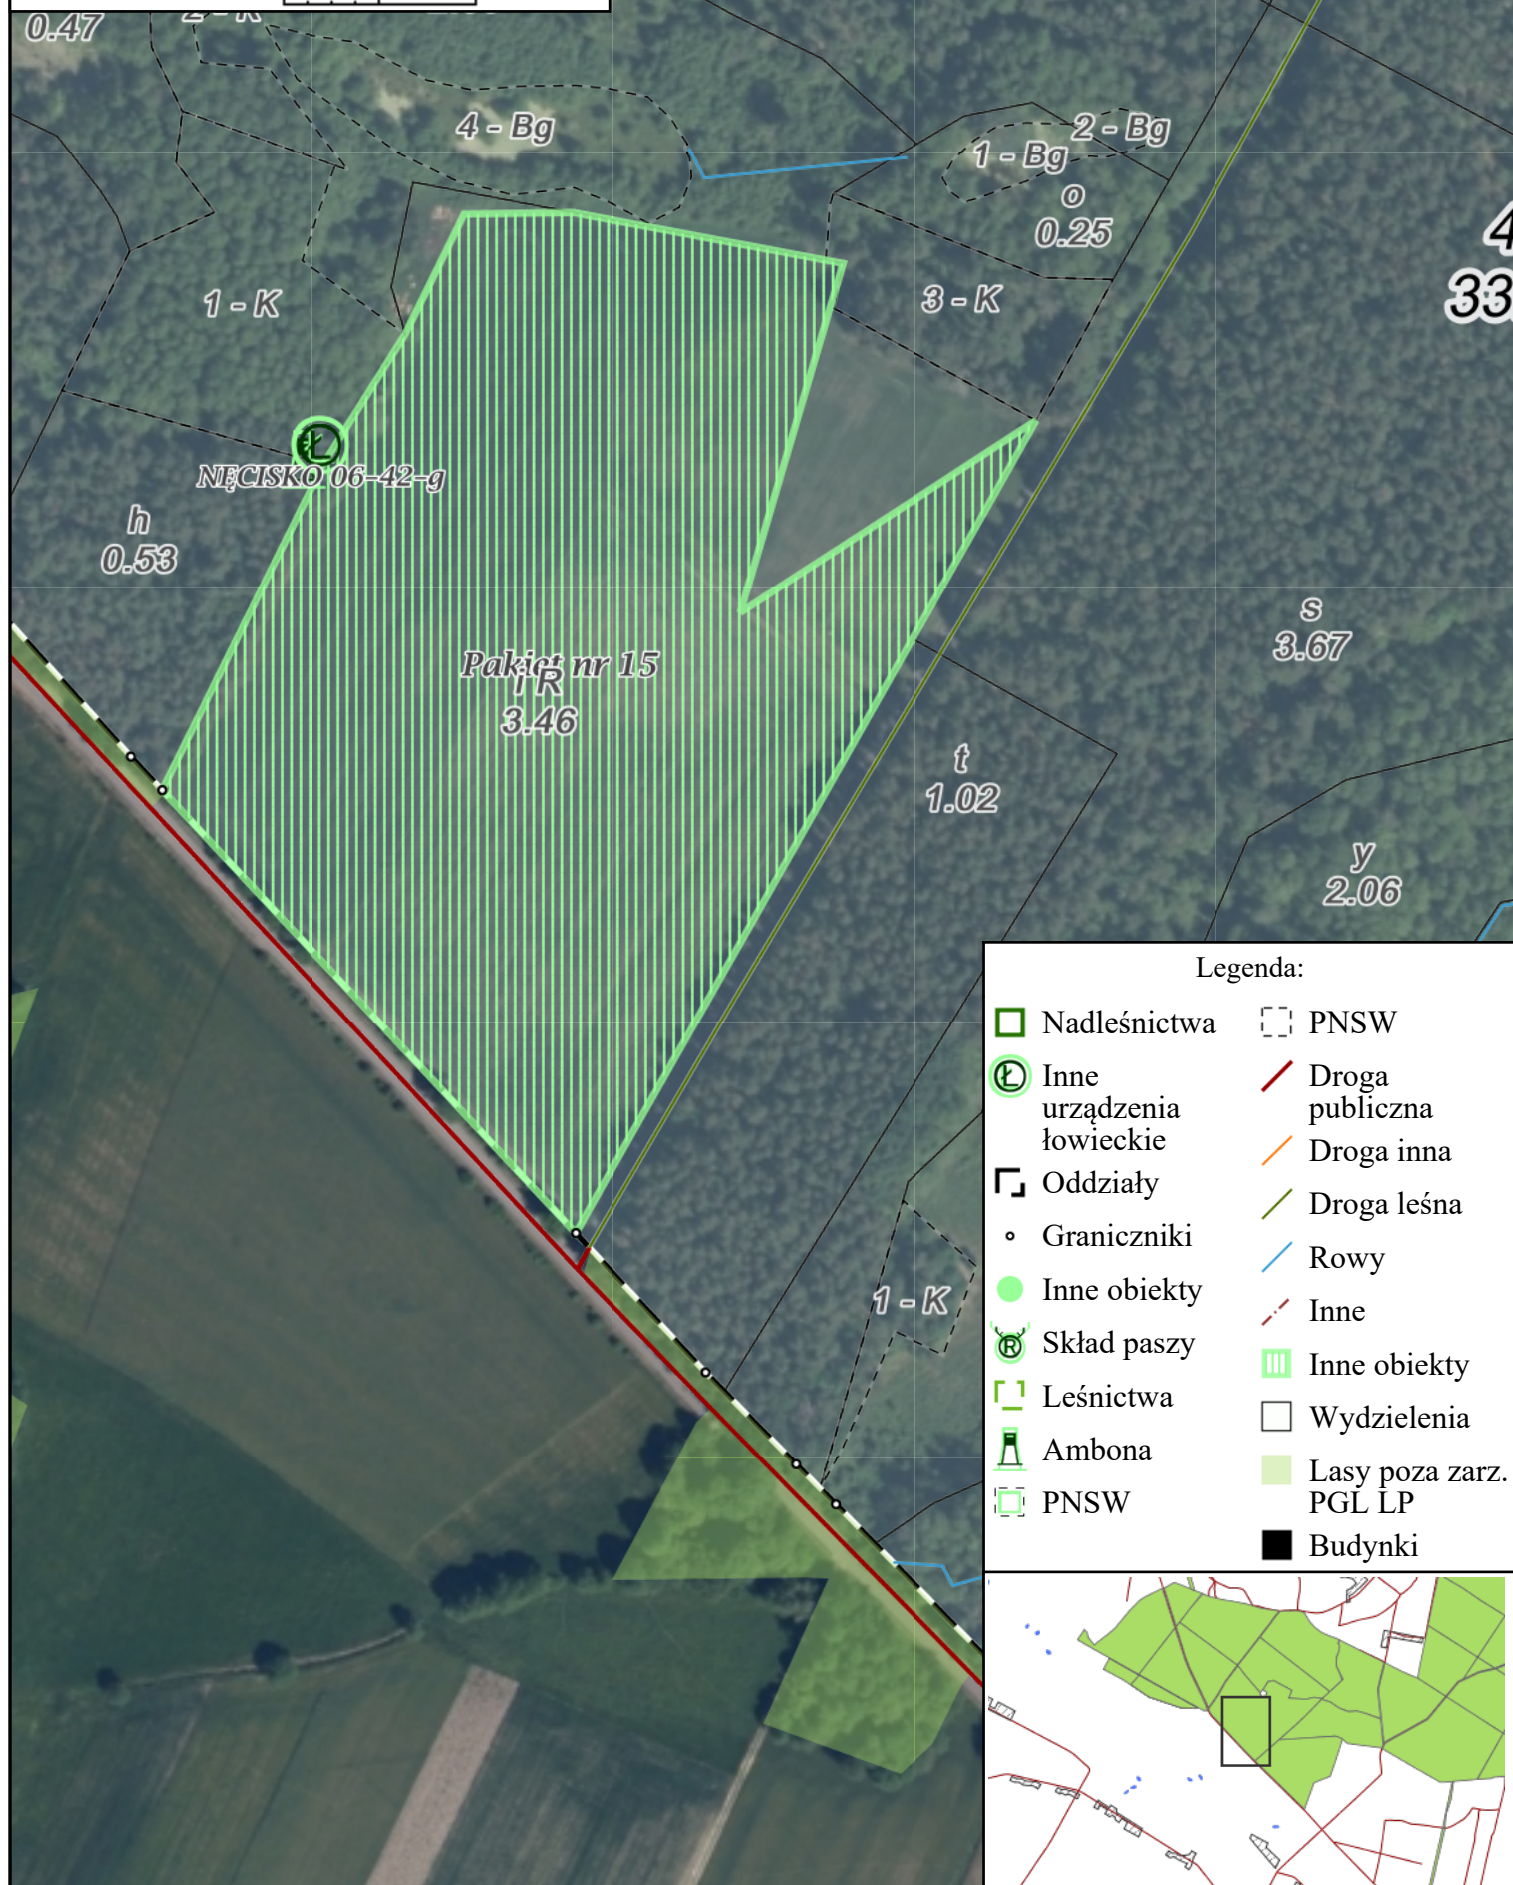 0.47
4 - Bg
2 - Bg
1 - Bg
o
0.25
1 - K
3 - K
NĘCISKO 06-42-g
h
0.53
s
3.67
Pakiet nr 15
i R
3.46
t
1.02
y
2.06
1 - K
Legenda:
Nadleśnictwa
Inne
urządzenia
łowieckie
Oddziały
Graniczniki
Inne obiekty
Skład paszy
Leśnictwa
Ambona
PNSW
PNSW
Droga
publiczna
Droga inna
Droga leśna
Rowy
Inne
Inne obiekty
Wydzielenia
Lasy poza zarz.
PGL LP
Budynki